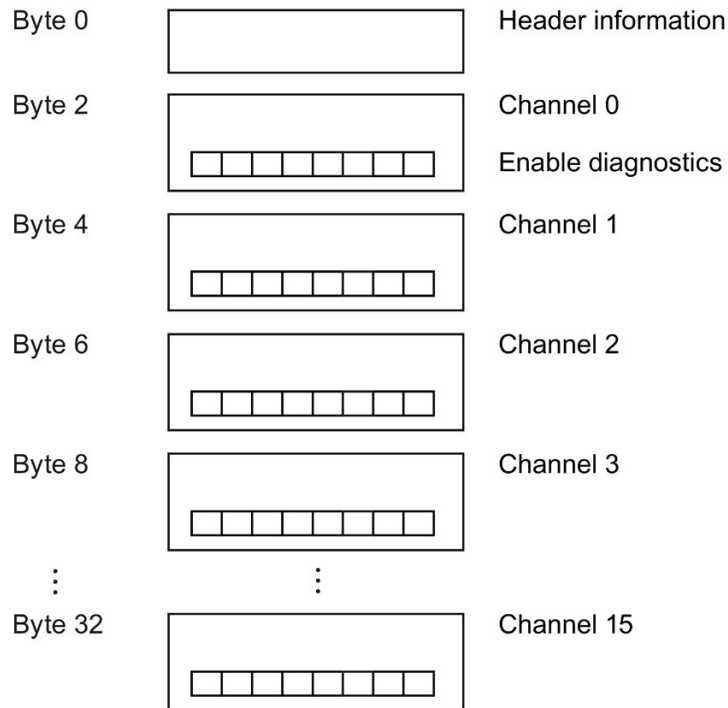 Byte 0 Header information
Byte 2 Channel 0
Enable diagnostics
Byte 4 Channel 1
Byte 6 Channel 2
Byte 8 Channel 3
⋮ ⋮
Byte 32 Channel 15